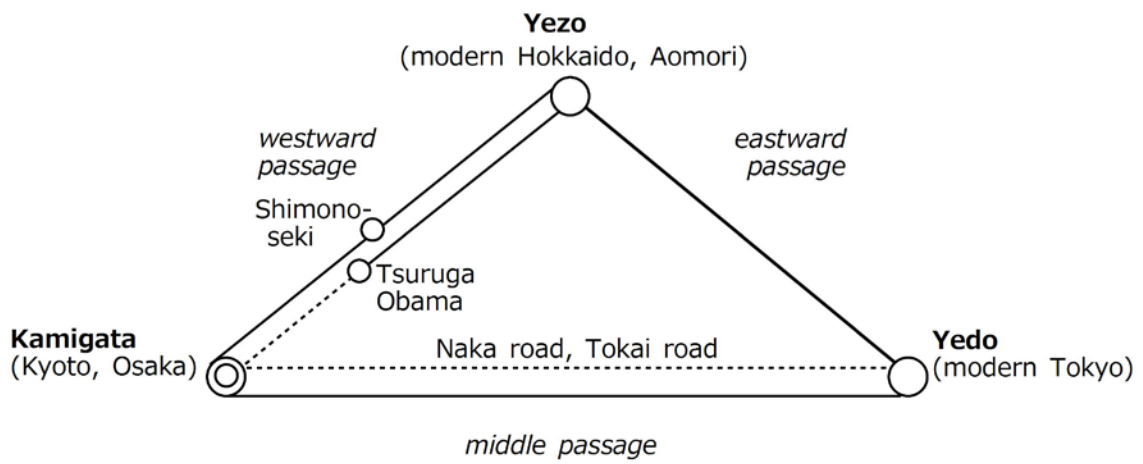 Yezo
(modern Hokkaido, Aomori)
westward
passage
eastward
passage
Shimono-
seki
Tsuruga
Obama
Kamigata
(Kyoto, Osaka)
Naka road, Tokai road
Yedo
(modern Tokyo)
middle passage